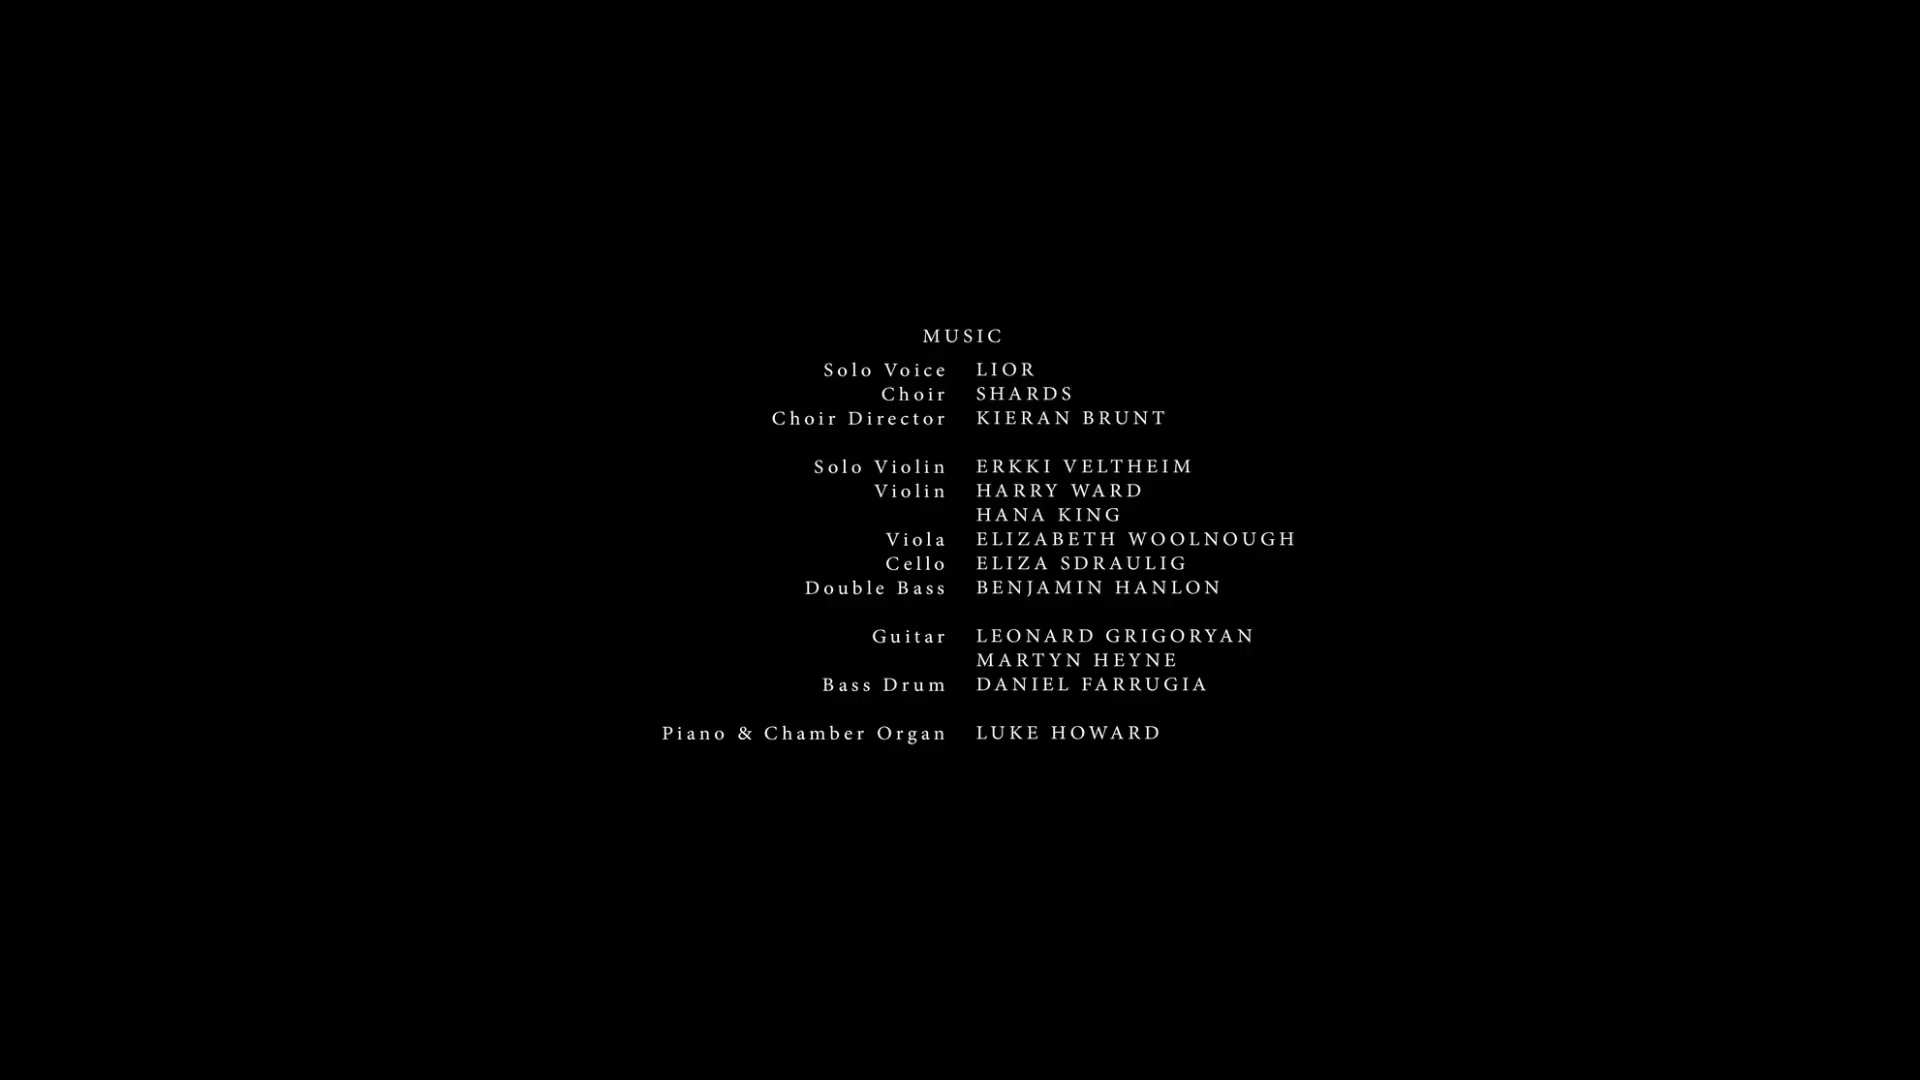 MUSIC
Solo Voice LIOR
Choir SHARDS
Choir Director KIERAN BRUNT
Solo Violin ERKKI VELTHEIM
Violin HARRY WARD
HANA KING
Viola ELIZABETH WOOLNOUGH
Cello ELIZA SDRAULIG
Double Bass BENJAMIN HANLON
Guitar LEONARD GRIGORYAN
MARTYN HEYNE
Bass Drum DANIEL FARRUGIA
Piano & Chamber Organ LUKE HOWARD